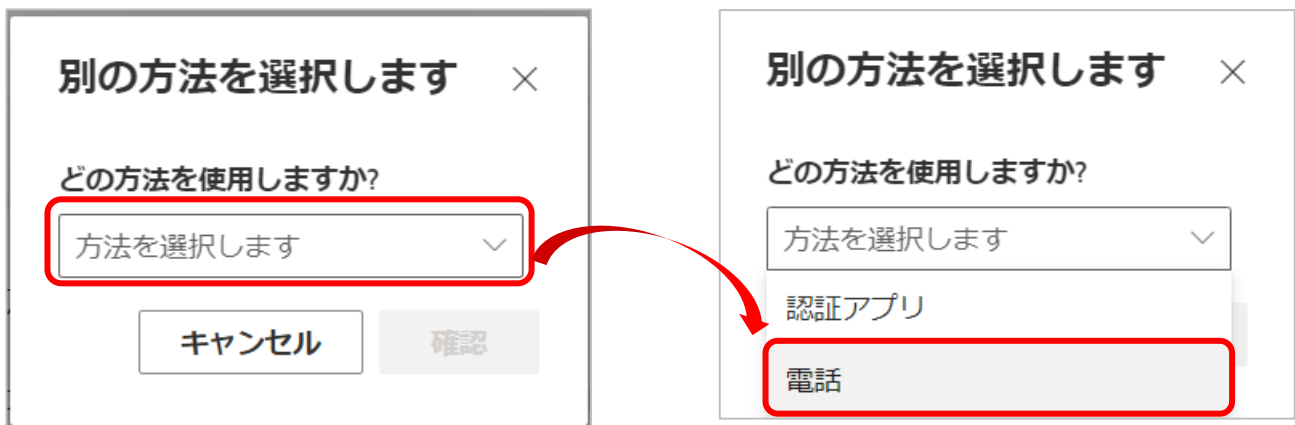 別の方法を選択します
どの方法を使用しますか?
方法を選択します
キャンセル 確認
別の方法を選択します
どの方法を使用しますか?
方法を選択します
認証アプリ
電話